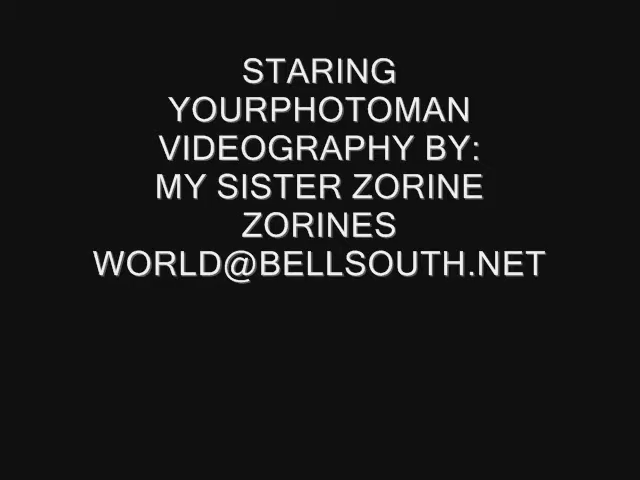 STARING
YOURPHOTOMAN
VIDEOGRAPHY BY:
MY SISTER ZORINE
ZORINES
WORLD@BELLSOUTH.NET